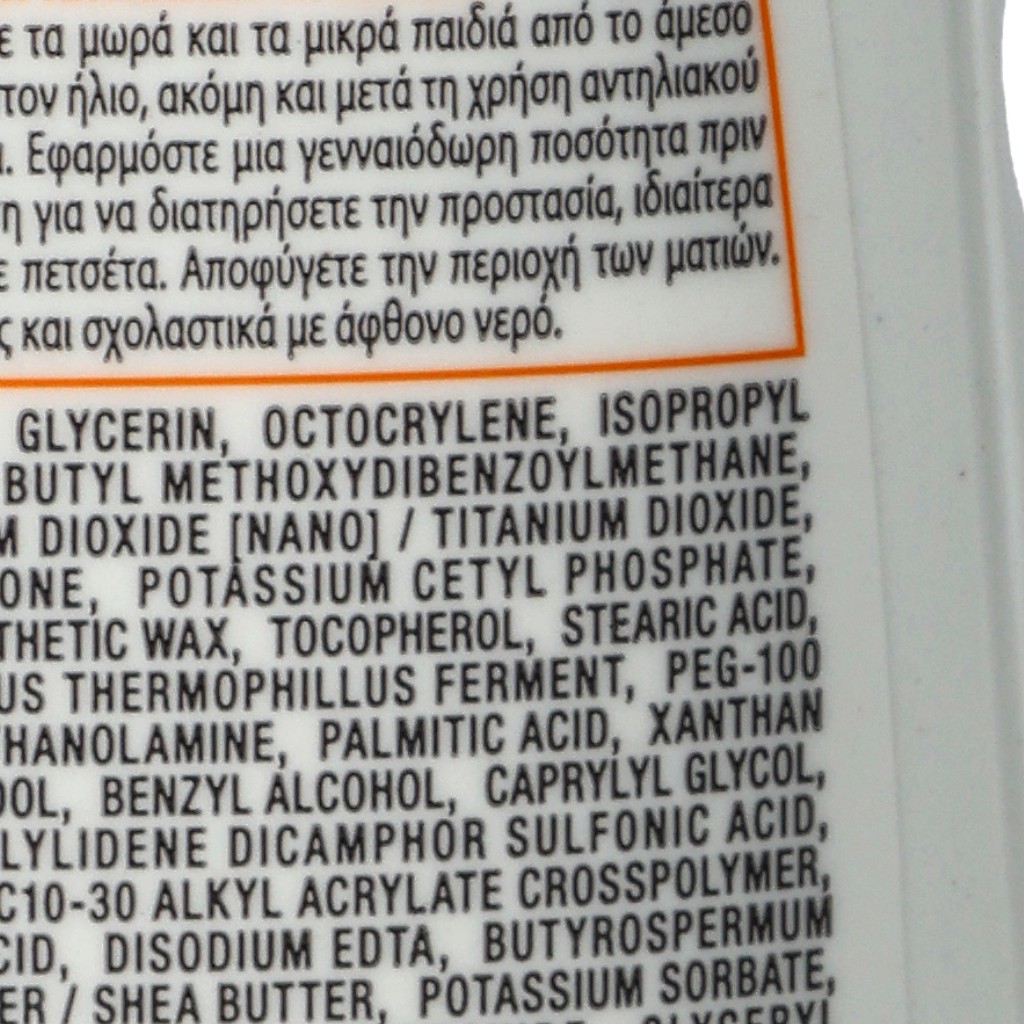 ε τα μωρά και τα μικρά παιδιά από το άμεσο
τον ήλιο, ακόμη και μετά τη χρήση αντηλιακού
ι. Εφαρμόστε μια γενναιόδωρη ποσότητα πριν
η για να διατηρήσετε την προστασία, ιδιαίτερα
ε πετσέτα. Αποφύγετε την περιοχή των ματιών.
ς και σχολαστικά με άφθονο νερό.
GLYCERIN, OCTOCRYLENE, ISOPROPYL
BUTYL METHOXYDIBENZOYLMETHANE,
M DIOXIDE [NANO] / TITANIUM DIOXIDE,
ONE, POTASSIUM CETYL PHOSPHATE,
THETIC WAX, TOCOPHEROL, STEARIC ACID,
US THERMOPHILLUS FERMENT, PEG-100
HANOLAMINE, PALMITIC ACID, XANTHAN
OOL, BENZYL ALCOHOL, CAPRYLYL GLYCOL,
LYLIDENE DICAMPHOR SULFONIC ACID,
C10-30 ALKYL ACRYLATE CROSSPOLYMER,
CID, DISODIUM EDTA, BUTYROSPERMUM
ER / SHEA BUTTER, POTASSIUM SORBATE,
GLYCERYL